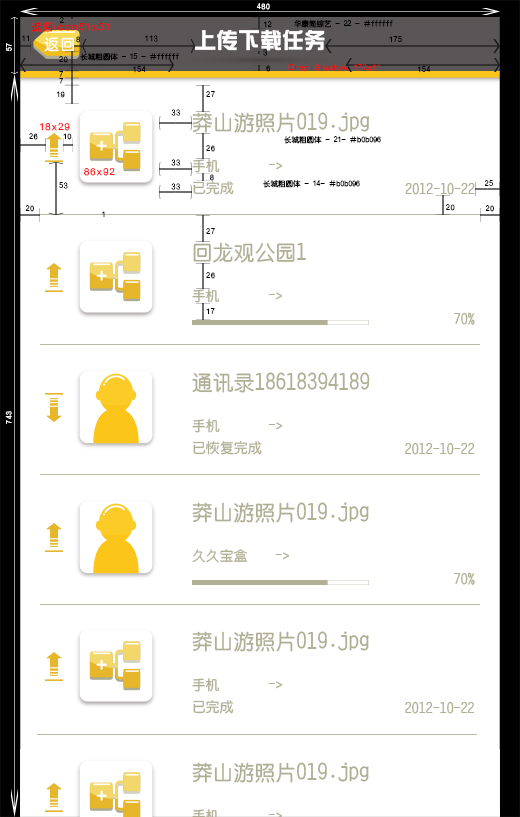 480
12
华康简综艺 - 22 - #ffffff
57
11
返回
8
113
上传下载任务
3
175
长城粗圆体 - 15 - #ffffff
20
154
6
154
7
7
19
27
33
莽山游照片019.jpg
18x29
26
10
26
长城粗圆体 - 21- #b0b096
33
手机 ->
86x92
8
53
33
已完成
长城粗圆体 - 14- #b0b096
2012-10-22
25
20
1
20
20
27
回龙观公园1
26
手机 ->
17
70%
通讯录18618394189
743
手机 ->
已恢复完成
2012-10-22
莽山游照片019.jpg
久久宝盒 ->
70%
莽山游照片019.jpg
手机 ->
已完成
2012-10-22
莽山游照片019.jpg
手机 ->